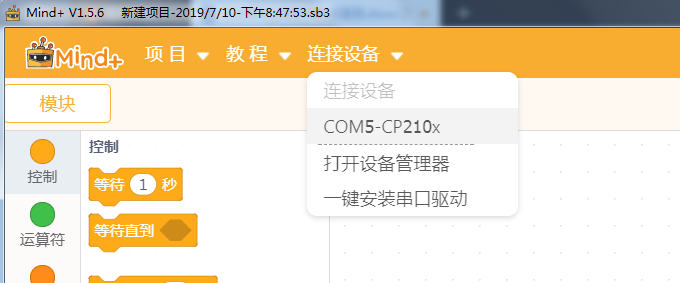 Mind+ V1.5.6 新建项目-2019/7/10-下午8:47:53.sb3
Mind+ 项目 教程 连接设备
连接设备
模块
COM5-CP210x
控制
打开设备管理器
控制
等待 1 秒
一键安装串口驱动
等待直到
运算符